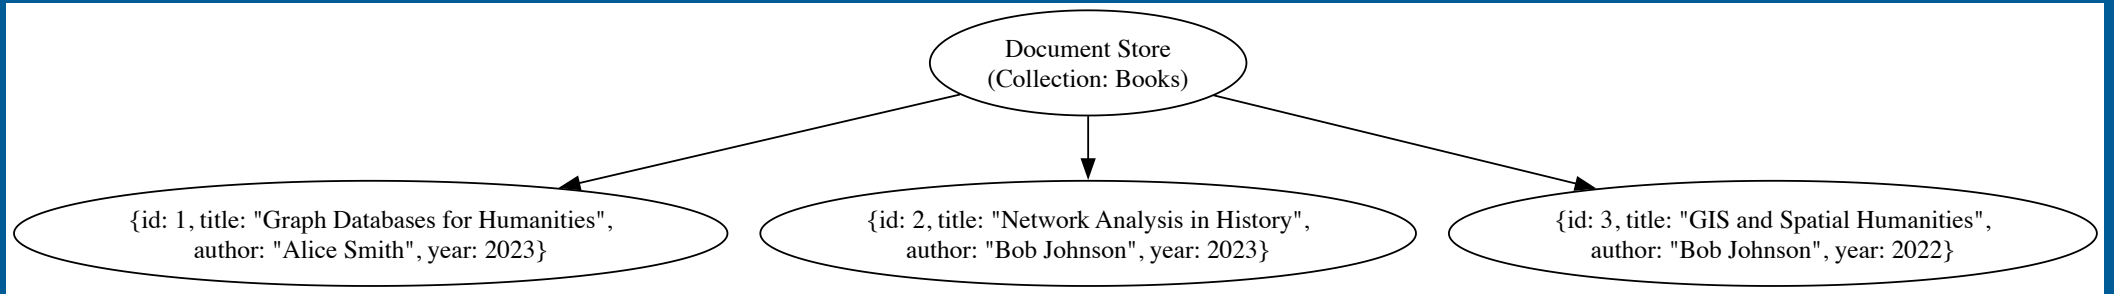 Document Store
(Collection: Books)
{id: 1, title: "Graph Databases for Humanities",
author: "Alice Smith", year: 2023}
{id: 2, title: "Network Analysis in History",
author: "Bob Johnson", year: 2023}
{id: 3, title: "GIS and Spatial Humanities",
author: "Bob Johnson", year: 2022}